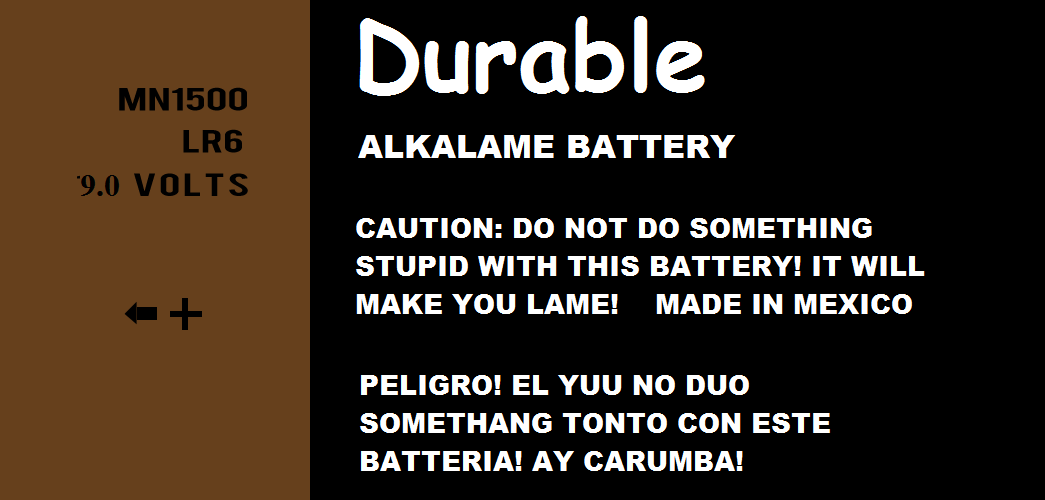 MN1500
LR6
9.0 VOLTS
+
Durable
ALKALAME BATTERY
CAUTION: DO NOT DO SOMETHING
STUPID WITH THIS BATTERY! IT WILL
MAKE YOU LAME! MADE IN MEXICO
PELIGRO! EL YUU NO DUO
SOMETHANG TONTO CON ESTE
BATTERIA! AY CARUMBA!